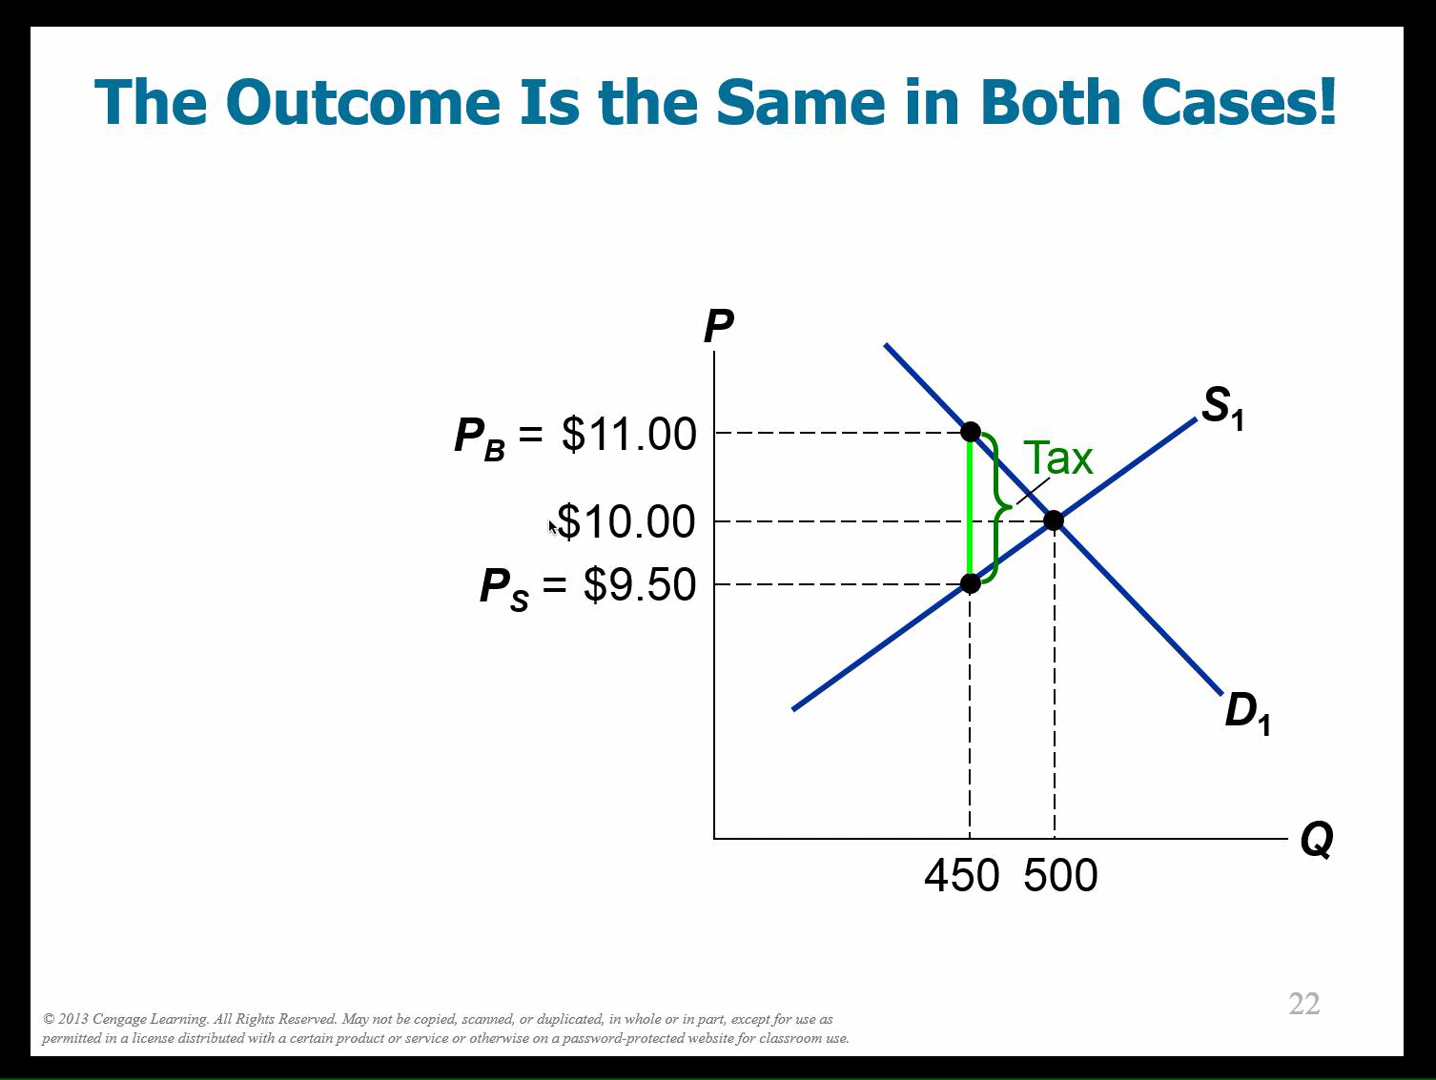 The Outcome Is the Same in Both Cases!
P
S1
PB = $11.00
Tax
$10.00
PS = $9.50
D1
Q
450 500
22
© 2013 Cengage Learning. All Rights Reserved. May not be copied, scanned, or duplicated, in whole or in part, except for use as
permitted in a license distributed with a certain product or service or otherwise on a password-protected website for classroom use.